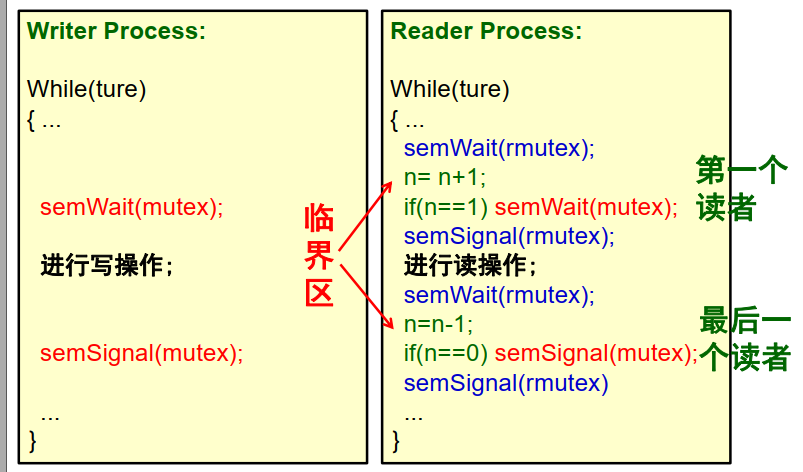 Writer Process:
While(ture)
{ ...
semWait(mutex);
进行写操作；
semSignal(mutex);
...
}
临
界
区
Reader Process:
While(ture)
{ ...
semWait(rmutex);
n= n+1;
if(n==1) semWait(mutex);
semSignal(rmutex);
进行读操作；
semWait(rmutex);
n=n-1;
if(n==0) semSignal(mutex);
semSignal(rmutex)
...
}
第一个
读者
最后一
个读者